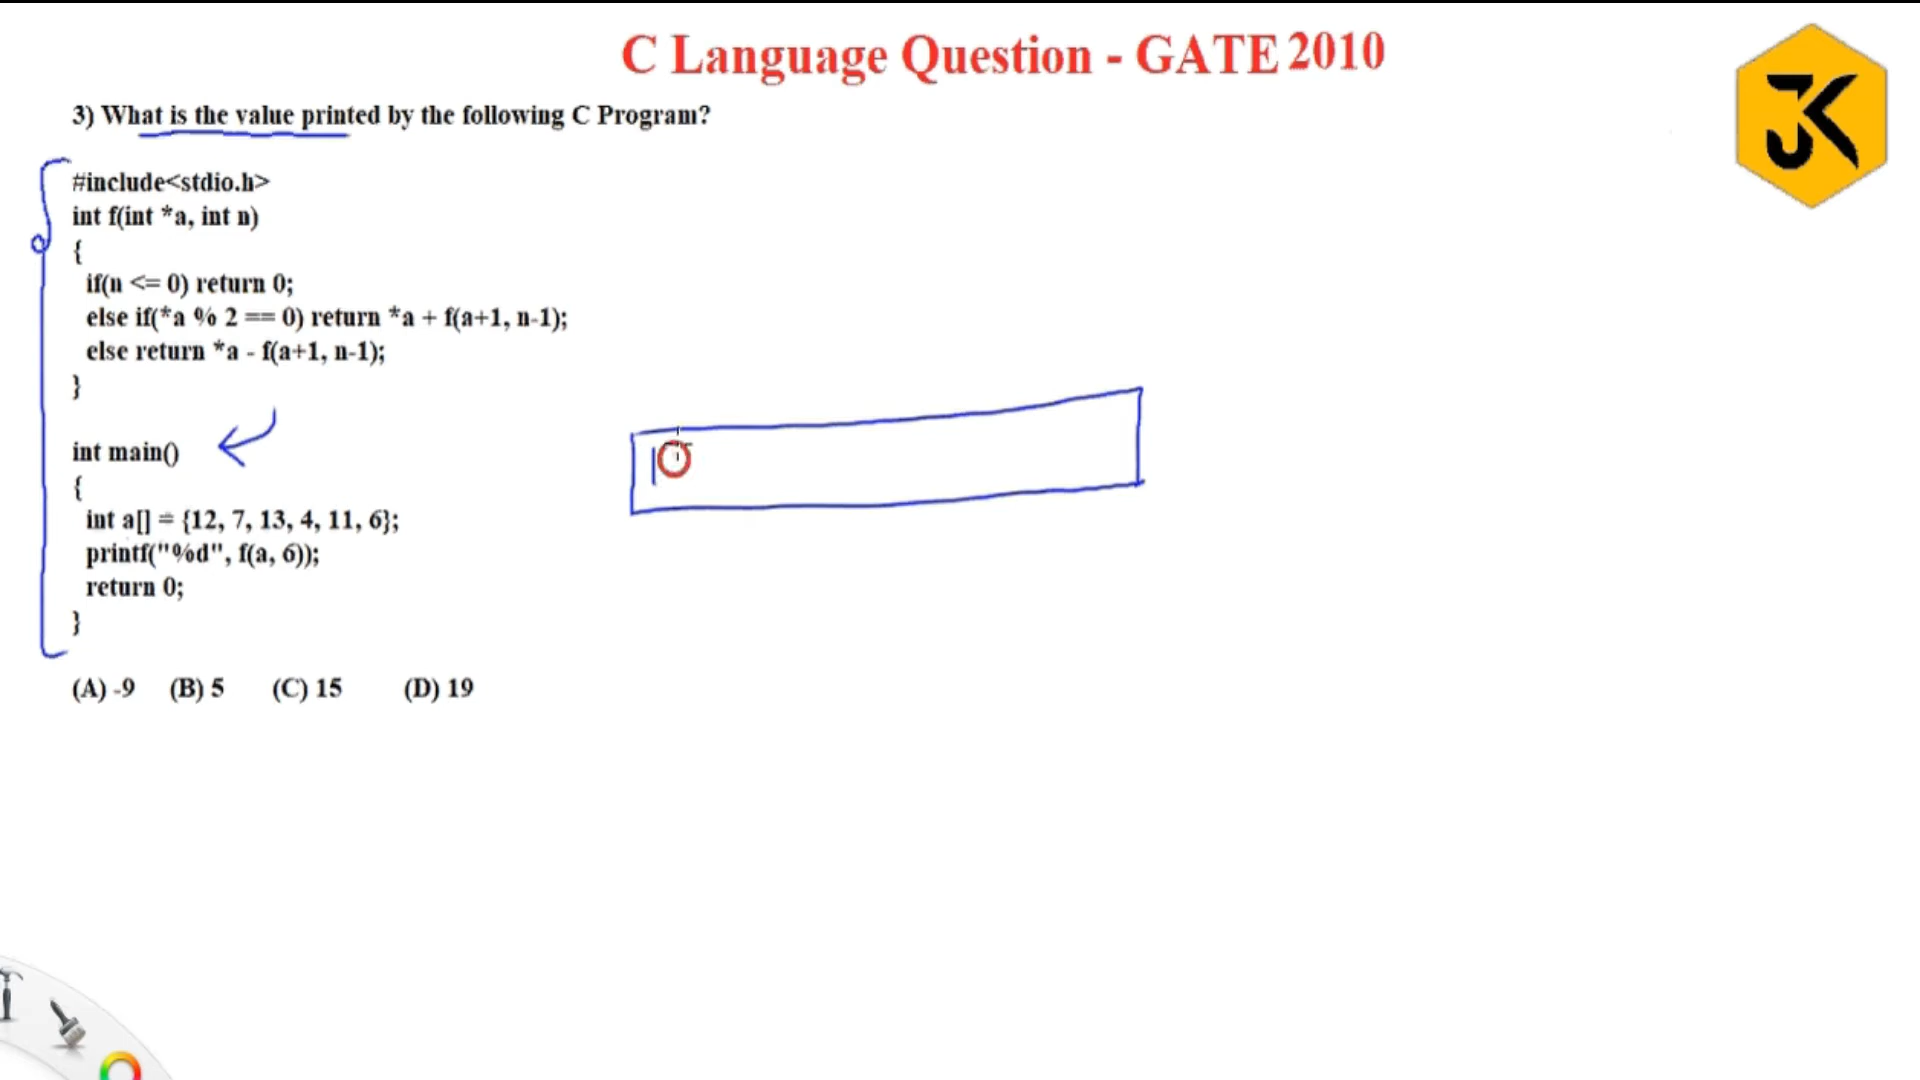 C Language Question - GATE 2010
3) What is the value printed by the following C Program?
#include<stdio.h>
int f(int *a, int n)
{
if(n <= 0) return 0;
else if(*a % 2 == 0) return *a + f(a+1, n-1);
else return *a - f(a+1, n-1);
}
int main()
{
int a[] = {12, 7, 13, 4, 11, 6};
printf("%d", f(a, 6));
return 0;
}
(A) -9 (B) 5 (C) 15 (D) 19